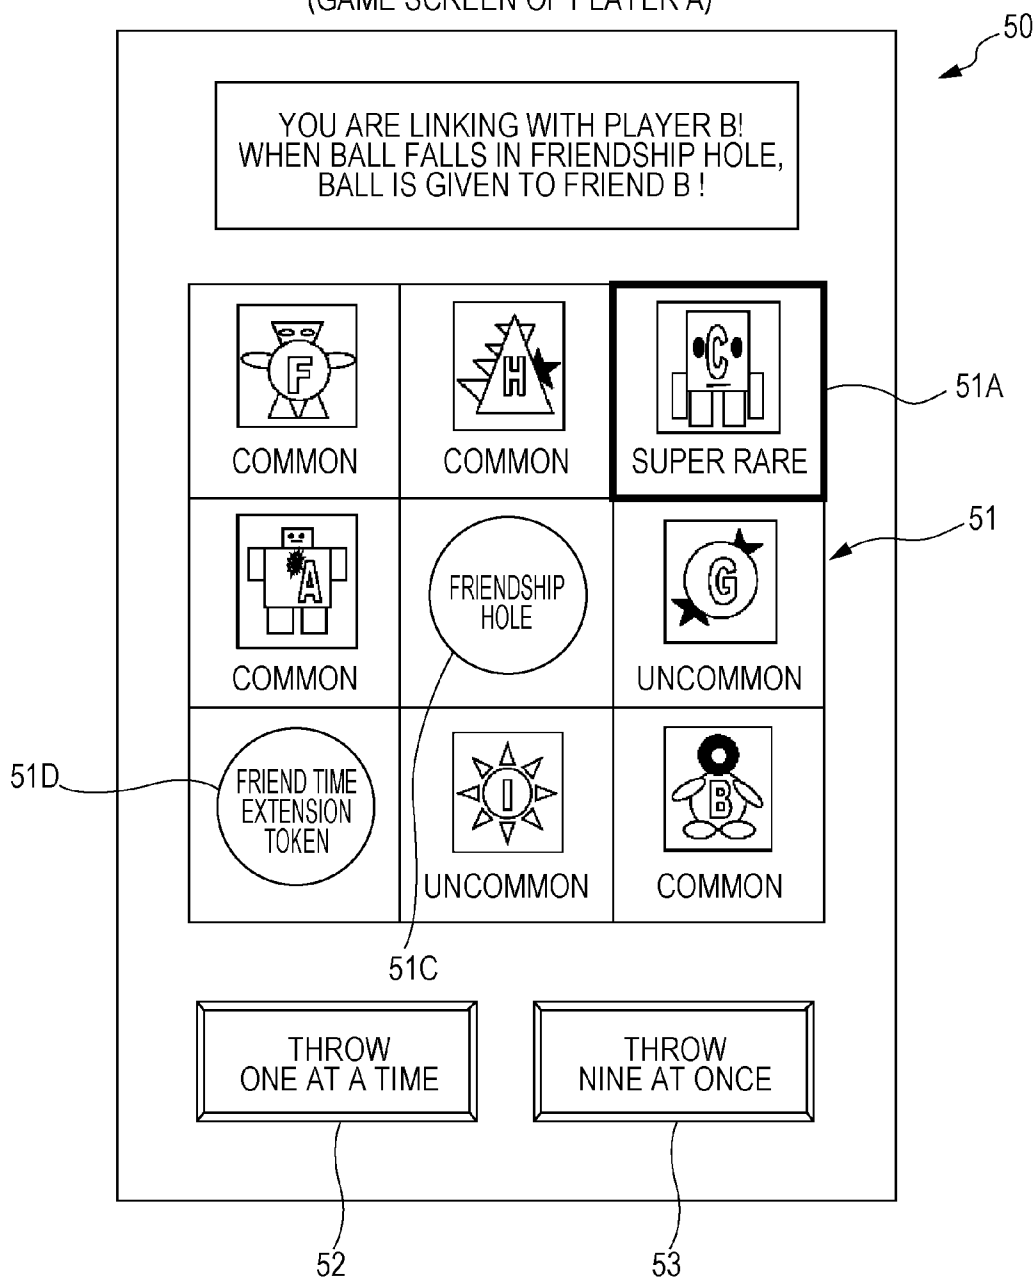 (GAME SCREEN OF PLAYER A)
50
YOU ARE LINKING WITH PLAYER B!
WHEN BALL FALLS IN FRIENDSHIP HOLE,
BALL IS GIVEN TO FRIEND B !
F
H
C
51A
COMMON
COMMON
SUPER RARE
51
A
FRIENDSHIP
HOLE
G
COMMON
UNCOMMON
51D
FRIEND TIME
EXTENSION
TOKEN
I
B
UNCOMMON
COMMON
51C
THROW
ONE AT A TIME
THROW
NINE AT ONCE
52
53